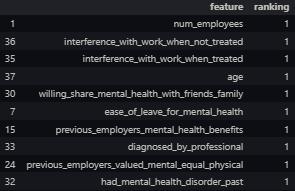 feature ranking
1 num_employees 1
36 interference_with_work_when_not_treated 1
35 interference_with_work_when_treated 1
37 age 1
30 willing_share_mental_health_with_friends_family 1
7 ease_of_leave_for_mental_health 1
15 previous_employers_mental_health_benefits 1
33 diagnosed_by_professional 1
24 previous_employers_valued_mental_equal_physical 1
32 had_mental_health_disorder_past 1